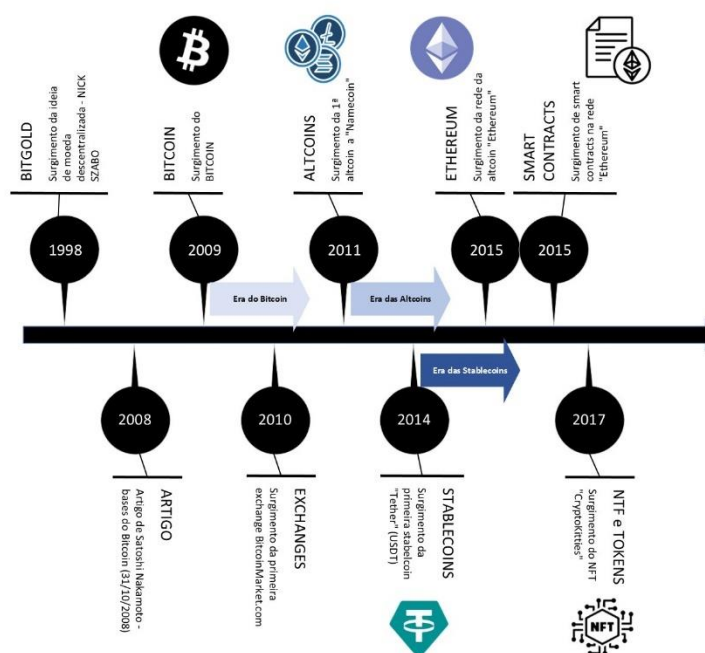 BITGOLD
Surgimento da ideia
de moeda
descentralizada - NICK
SZABO
1998
2008
ARTIGO
Artigo de Satoshi Nakamoto -
bases do Bitcoin (31/10/2008)
BITCOIN
Surgimento do
BITCOIN
2009
Era do Bitcoin
2010
EXCHANGES
Surgimento da primeira
exchange BitcoinMarket.com
ALTCOINS
Surgimento da 1ª
altcoin a "Namecoin"
2011
Era das Altcoins
2014
STABLECOINS
Surgimento da
primeira stabelcoin
"Tether" (USDT)
Era das Stablecoins
ETHEREUM
Surgimento da rede da
altcoin "Ethereum"
2015
SMART
CONTRACTS
Surgimento de smart
contracts na rede
"Ethereum"
2015
2017
NTF e TOKENS
Surgimento do NFT
"CryptoKitties"
NFT